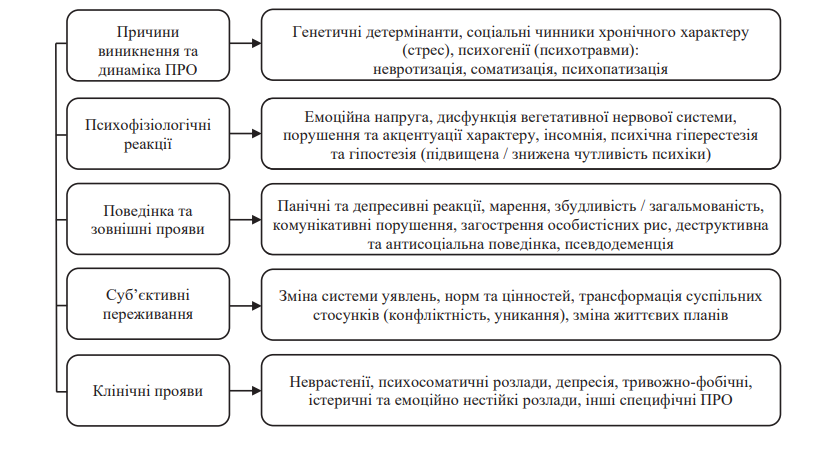 Причини
виникнення та
динаміка ПРО
Генетичні детермінанти, соціальні чинники хронічного характеру
(стрес), психогенії (психотравми):
невротизація, соматизація, психопатизація
Психофізіологічні
реакції
Емоційна напруга, дисфункція вегетативної нервової системи,
порушення та акцентуації характеру, інсомнія, психічна гіперестезія
та гіпостезія (підвищена / знижена чутливість психіки)
Поведінка та
зовнішні прояви
Панічні та депресивні реакції, марення, збудливість / загальмованість,
комунікативні порушення, загострення особистісних рис, деструктивна
та антисоціальна поведінка, псевдодеменція
Суб’єктивні
переживання
Зміна системи уявлень, норм та цінностей, трансформація суспільних
стосунків (конфліктність, уникання), зміна життєвих планів
Клінічні прояви
Неврастенії, психосоматичні розлади, депресія, тривожно-фобічні,
істеричні та емоційно нестійкі розлади, інші специфічні ПРО